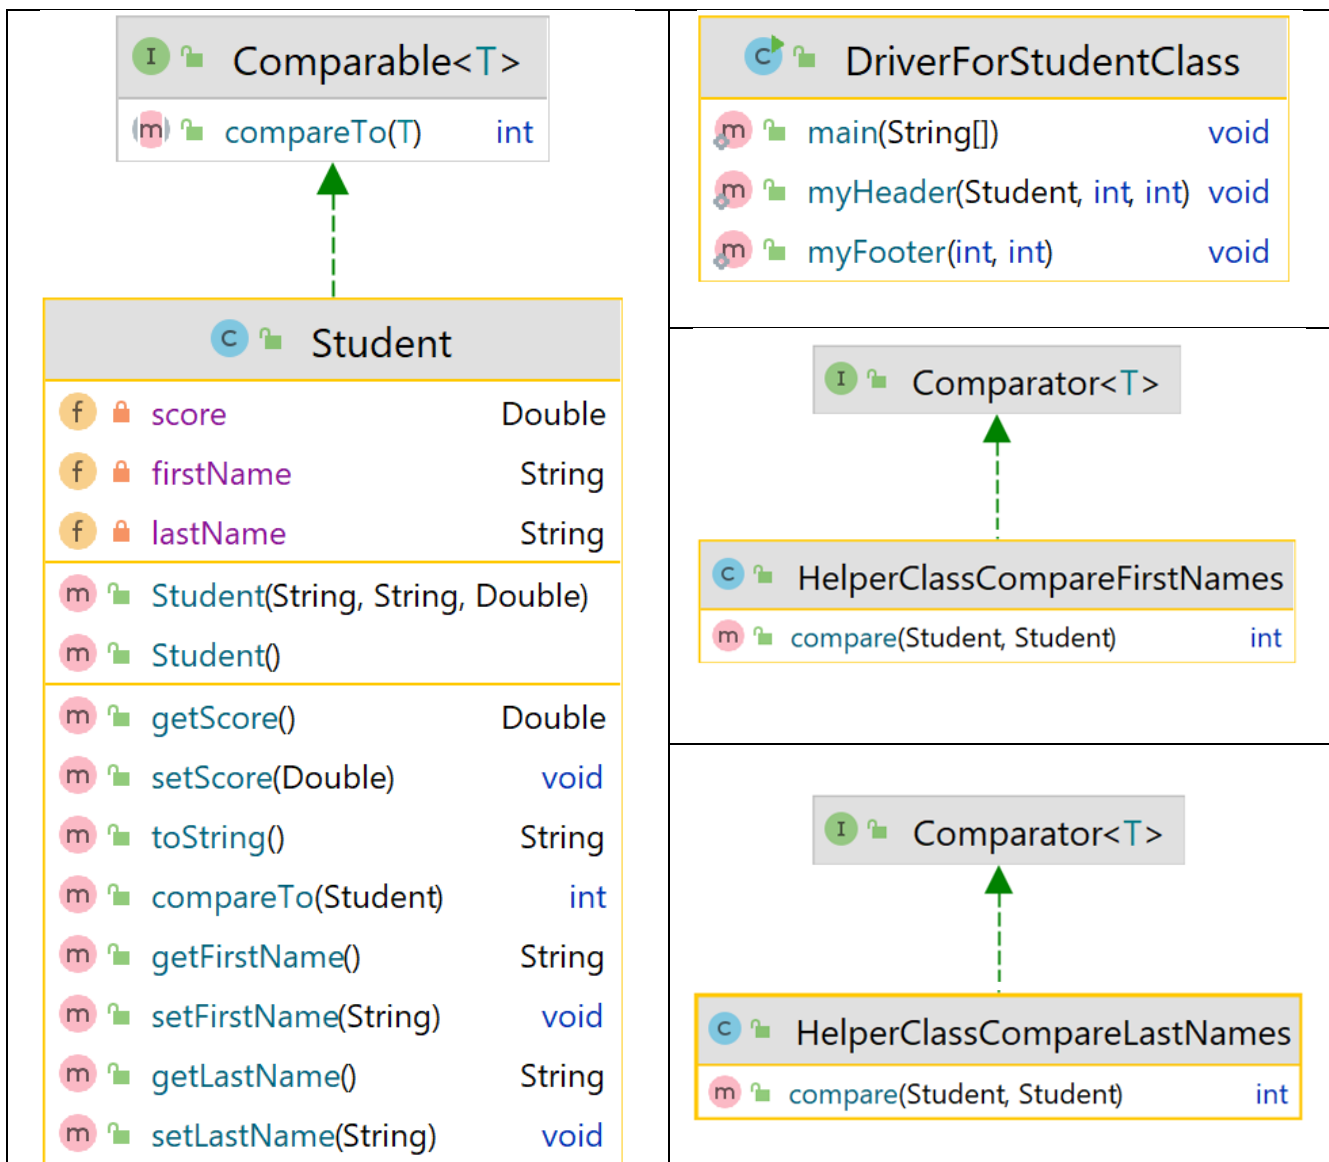 I Comparable<T>
m compareTo(T) int
C Student
f score Double
f firstName String
f lastName String
m Student(String, String, Double)
m Student()
m getScore() Double
m setScore(Double) void
m toString() String
m compareTo(Student) int
m getFirstName() String
m setFirstName(String) void
m getLastName() String
m setLastName(String) void
C DriverForStudentClass
m main(String[]) void
m myHeader(Student, int, int) void
m myFooter(int, int) void
I Comparator<T>
C HelperClassCompareFirstNames
m compare(Student, Student) int
I Comparator<T>
C HelperClassCompareLastNames
m compare(Student, Student) int